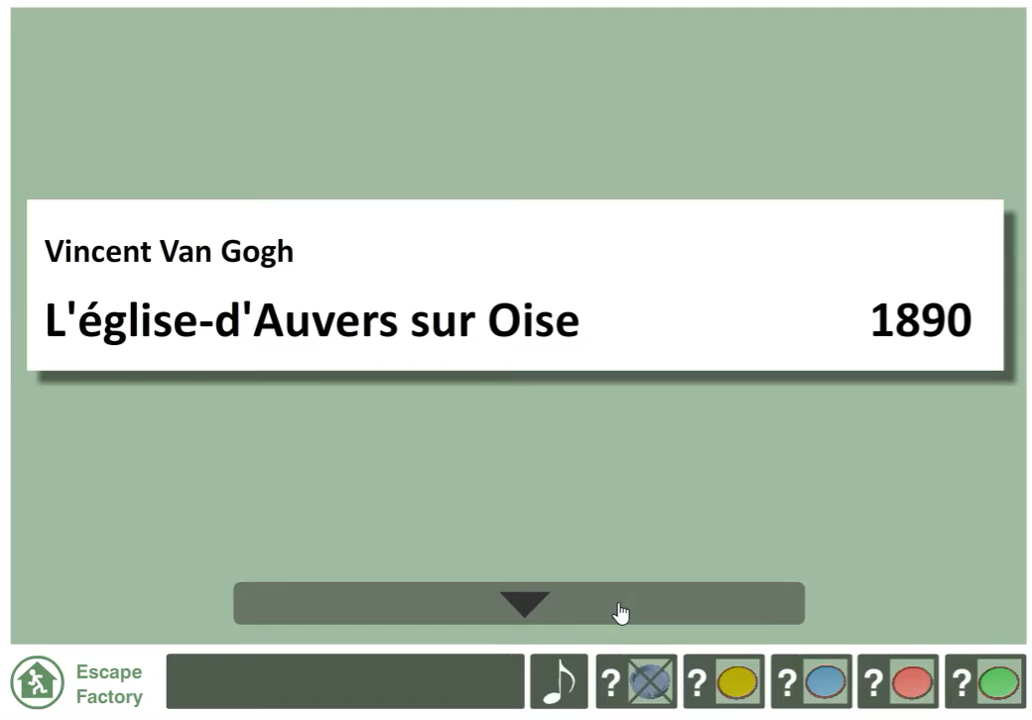 Vincent Van Gogh
L'église-d'Auvers sur Oise 1890
Escape
Factory
? ? ? ? ?